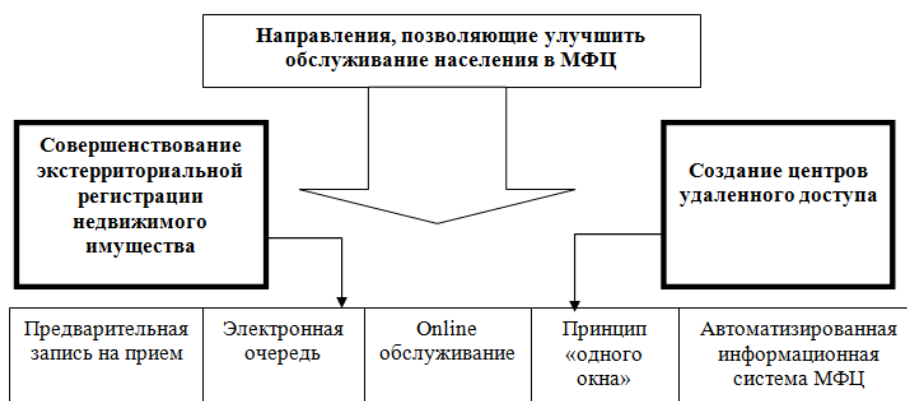 Направления, позволяющие улучшить
обслуживание населения в МФЦ
Совершенствование
экстерриториальной
регистрации
недвижимого
имущества
Создание центров
удаленного доступа
Предварительная
запись на прием
Электронная
очередь
Online
обслуживание
Принцип
«одного
окна»
Автоматизированная
информационная
система МФЦ